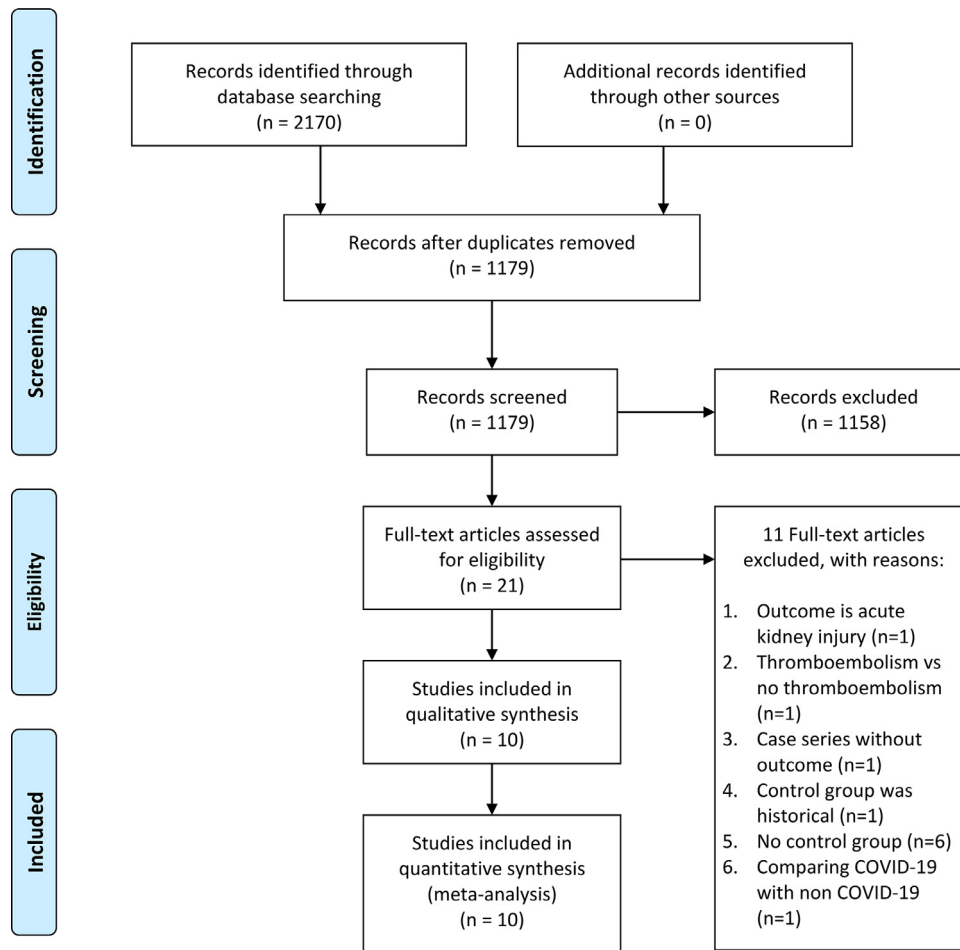 Identification
Records identified through
database searching
(n = 2170)
Additional records identified
through other sources
(n = 0)
Records after duplicates removed
(n = 1179)
Screening
Records screened
(n = 1179)
Records excluded
(n = 1158)
Eligibility
Full-text articles assessed
for eligibility
(n = 21)
11 Full-text articles
excluded, with reasons:
1. Outcome is acute
kidney injury (n=1)
2. Thromboembolism vs
no thromboembolism
(n=1)
3. Case series without
outcome (n=1)
4. Control group was
historical (n=1)
5. No control group (n=6)
6. Comparing COVID-19
with non COVID-19
(n=1)
Studies included in
qualitative synthesis
(n = 10)
Included
Studies included in
quantitative synthesis
(meta-analysis)
(n = 10)